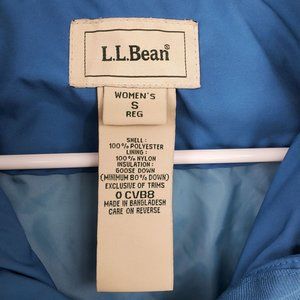 L.L.Bean®
WOMEN'S
S
REG
SHELL:
100% POLYESTER
LINING:
100% NYLON
INSULATION:
GOOSE DOWN
(MINIMUM 80% DOWN)
EXCLUSIVE OF TRIMS
0 CVB8
MADE IN BANGLADESH
CARE ON REVERSE